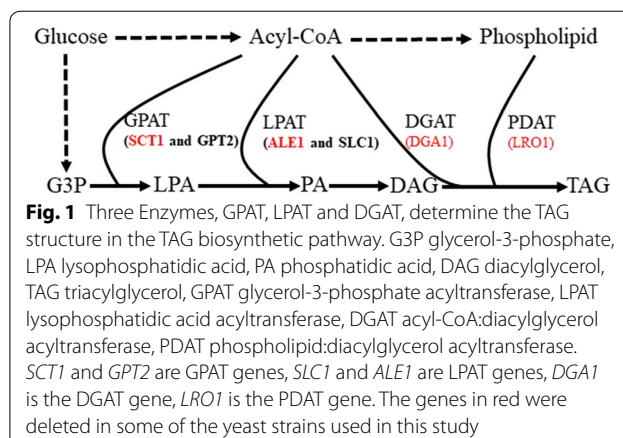 Glucose Acyl-CoA Phospholipid
GPAT LPAT DGAT PDAT
(SCT1 and GPT2) (ALE1 and SLC1) (DGA1) (LRO1)
G3P LPA PA DAG TAG
Fig. 1 Three Enzymes, GPAT, LPAT and DGAT, determine the TAG
structure in the TAG biosynthetic pathway. G3P glycerol-3-phosphate,
LPA lysophosphatidic acid, PA phosphatidic acid, DAG diacylglycerol,
TAG triacylglycerol, GPAT glycerol-3-phosphate acyltransferase, LPAT
lysophosphatidic acid acyltransferase, DGAT acyl-CoA:diacylglycerol
acyltransferase, PDAT phospholipid:diacylglycerol acyltransferase.
SCT1 and GPT2 are GPAT genes, SLC1 and ALE1 are LPAT genes, DGA1
is the DGAT gene, LRO1 is the PDAT gene. The genes in red were
deleted in some of the yeast strains used in this study